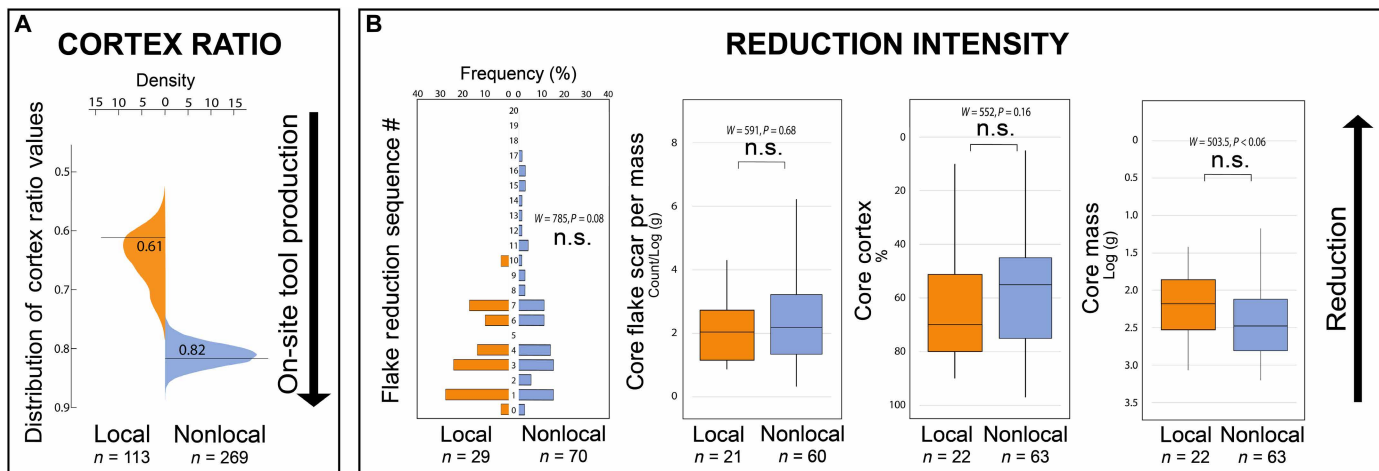 A
CORTEX RATIO
Density
15 10 5 0 5 10 15
Distribution of cortex ratio values
0.5
0.6
0.7
0.8
0.9
0.61
0.82
On-site tool production
Local Nonlocal
n = 113 n = 269
B
REDUCTION INTENSITY
Frequency (%)
40 30 20 10 0 0 10 20 30 40
Flake reduction sequence #
20
19
18
17
16
15
14
13
12
11
10
9
8
7
6
5
4
3
2
1
0
W = 785, P = 0.08
n.s.
Local Nonlocal
n = 29 n = 70
Core flake scar per mass
Count/Log (g)
8
6
4
2
0
W = 591, P = 0.68
n.s.
Local Nonlocal
n = 21 n = 60
Core cortex
%
0
20
40
60
80
100
W = 552, P = 0.16
n.s.
Local Nonlocal
n = 22 n = 63
Core mass
Log (g)
0
0.5
1.0
1.5
2.0
2.5
3.0
3.5
W = 503.5, P < 0.06
n.s.
Local Nonlocal
n = 22 n = 63
Reduction